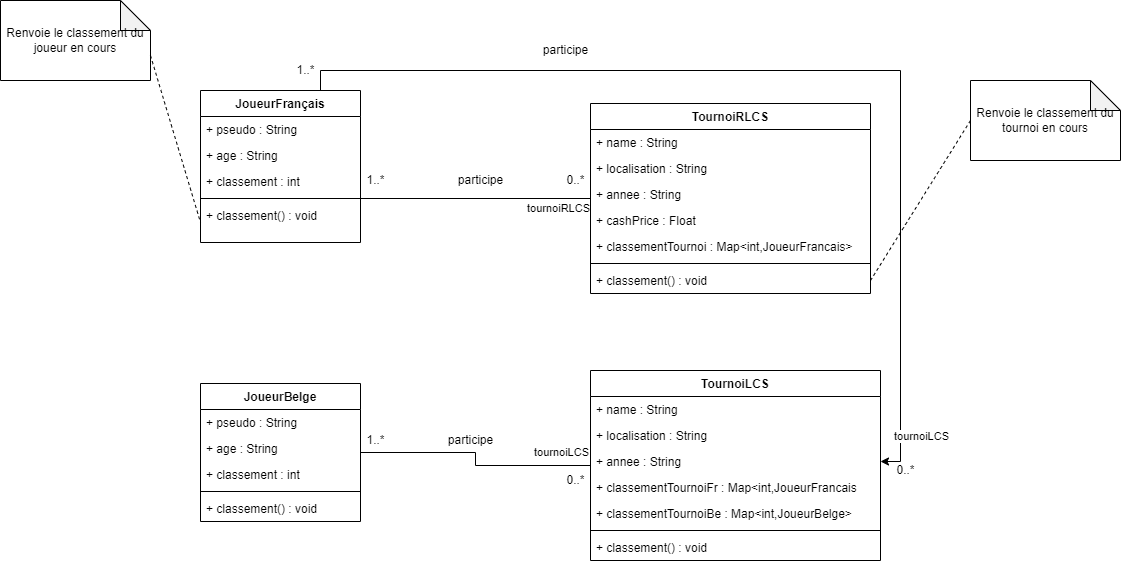 Renvoie le classement du
joueur en cours
participe
1..*
JoueurFrançais
+ pseudo : String
+ age : String
+ classement : int
+ classement() : void
1..*
participe
0..*
tournoiRLCS
TournoiRLCS
+ name : String
+ localisation : String
+ annee : String
+ cashPrice : Float
+ classementTournoi : Map<int,JoueurFrancais>
+ classement() : void
Renvoie le classement du
tournoi en cours
JoueurBelge
+ pseudo : String
+ age : String
+ classement : int
+ classement() : void
1..*
participe
tournoiLCS
0..*
TournoiLCS
+ name : String
+ localisation : String
+ annee : String
+ classementTournoiFr : Map<int,JoueurFrancais
+ classementTournoiBe : Map<int,JoueurBelge>
+ classement() : void
tournoiLCS
0..*